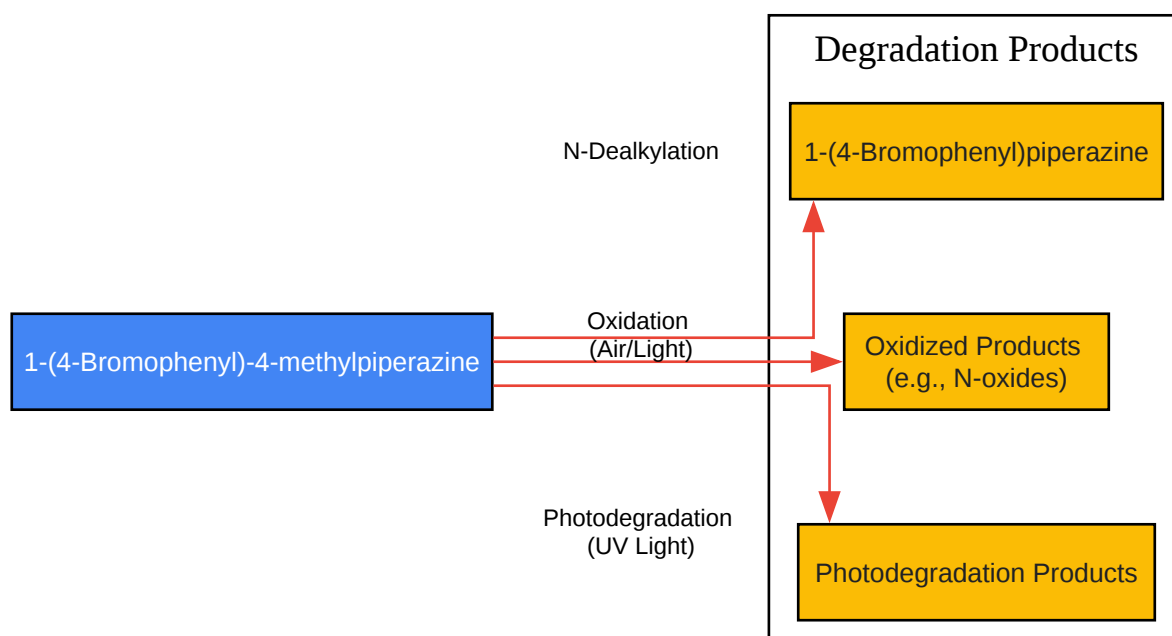 Degradation Products
N-Dealkylation
1-(4-Bromophenyl)piperazine
1-(4-Bromophenyl)-4-methylpiperazine
Oxidation
(Air/Light)
Oxidized Products
(e.g., N-oxides)
Photodegradation
(UV Light)
Photodegradation Products